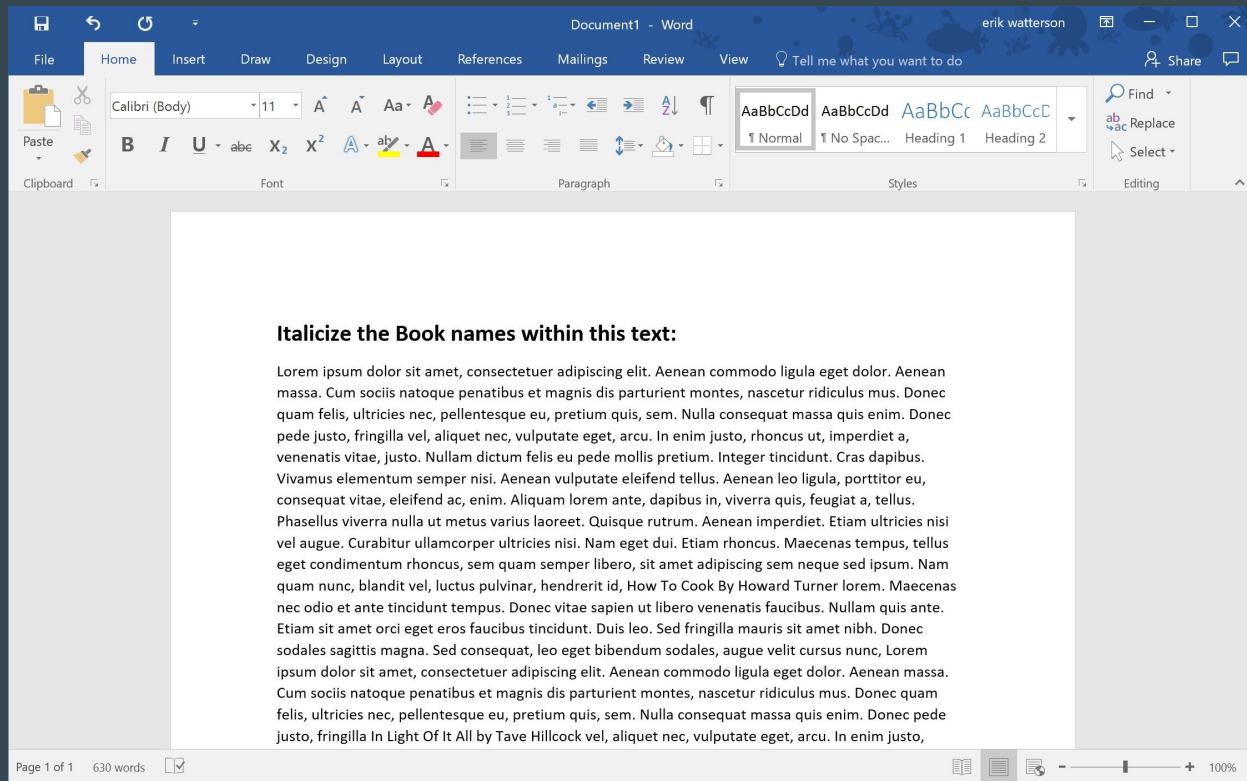 Document1 - Word
erik watterson
File Home Insert Draw Design Layout References Mailings Review View Tell me what you want to do Share
Calibri (Body) 11 Aa
Paste
B I U abc X₂ X² A aby A
AaBbCcDd AaBbCcDd AaBbCc AaBbCcC
¶ Normal ¶ No Spac... Heading 1 Heading 2
Find
Replace
Select
Clipboard Font Paragraph Styles Editing
Italicize the Book names within this text:
Lorem ipsum dolor sit amet, consectetuer adipiscing elit. Aenean commodo ligula eget dolor. Aenean
massa. Cum sociis natoque penatibus et magnis dis parturient montes, nascetur ridiculus mus. Donec
quam felis, ultricies nec, pellentesque eu, pretium quis, sem. Nulla consequat massa quis enim. Donec
pede justo, fringilla vel, aliquet nec, vulputate eget, arcu. In enim justo, rhoncus ut, imperdiet a,
venenatis vitae, justo. Nullam dictum felis eu pede mollis pretium. Integer tincidunt. Cras dapibus.
Vivamus elementum semper nisi. Aenean vulputate eleifend tellus. Aenean leo ligula, porttitor eu,
consequat vitae, eleifend ac, enim. Aliquam lorem ante, dapibus in, viverra quis, feugiat a, tellus.
Phasellus viverra nulla ut metus varius laoreet. Quisque rutrum. Aenean imperdiet. Etiam ultricies nisi
vel augue. Curabitur ullamcorper ultricies nisi. Nam eget dui. Etiam rhoncus. Maecenas tempus, tellus
eget condimentum rhoncus, sem quam semper libero, sit amet adipiscing sem neque sed ipsum. Nam
quam nunc, blandit vel, luctus pulvinar, hendrerit id, How To Cook By Howard Turner lorem. Maecenas
nec odio et ante tincidunt tempus. Donec vitae sapien ut libero venenatis faucibus. Nullam quis ante.
Etiam sit amet orci eget eros faucibus tincidunt. Duis leo. Sed fringilla mauris sit amet nibh. Donec
sodales sagittis magna. Sed consequat, leo eget bibendum sodales, augue velit cursus nunc, Lorem
ipsum dolor sit amet, consectetuer adipiscing elit. Aenean commodo ligula eget dolor. Aenean massa.
Cum sociis natoque penatibus et magnis dis parturient montes, nascetur ridiculus mus. Donec quam
felis, ultricies nec, pellentesque eu, pretium quis, sem. Nulla consequat massa quis enim. Donec pede
justo, fringilla In Light Of It All by Tave Hillcock vel, aliquet nec, vulputate eget, arcu. In enim justo,
Page 1 of 1 630 words 100%